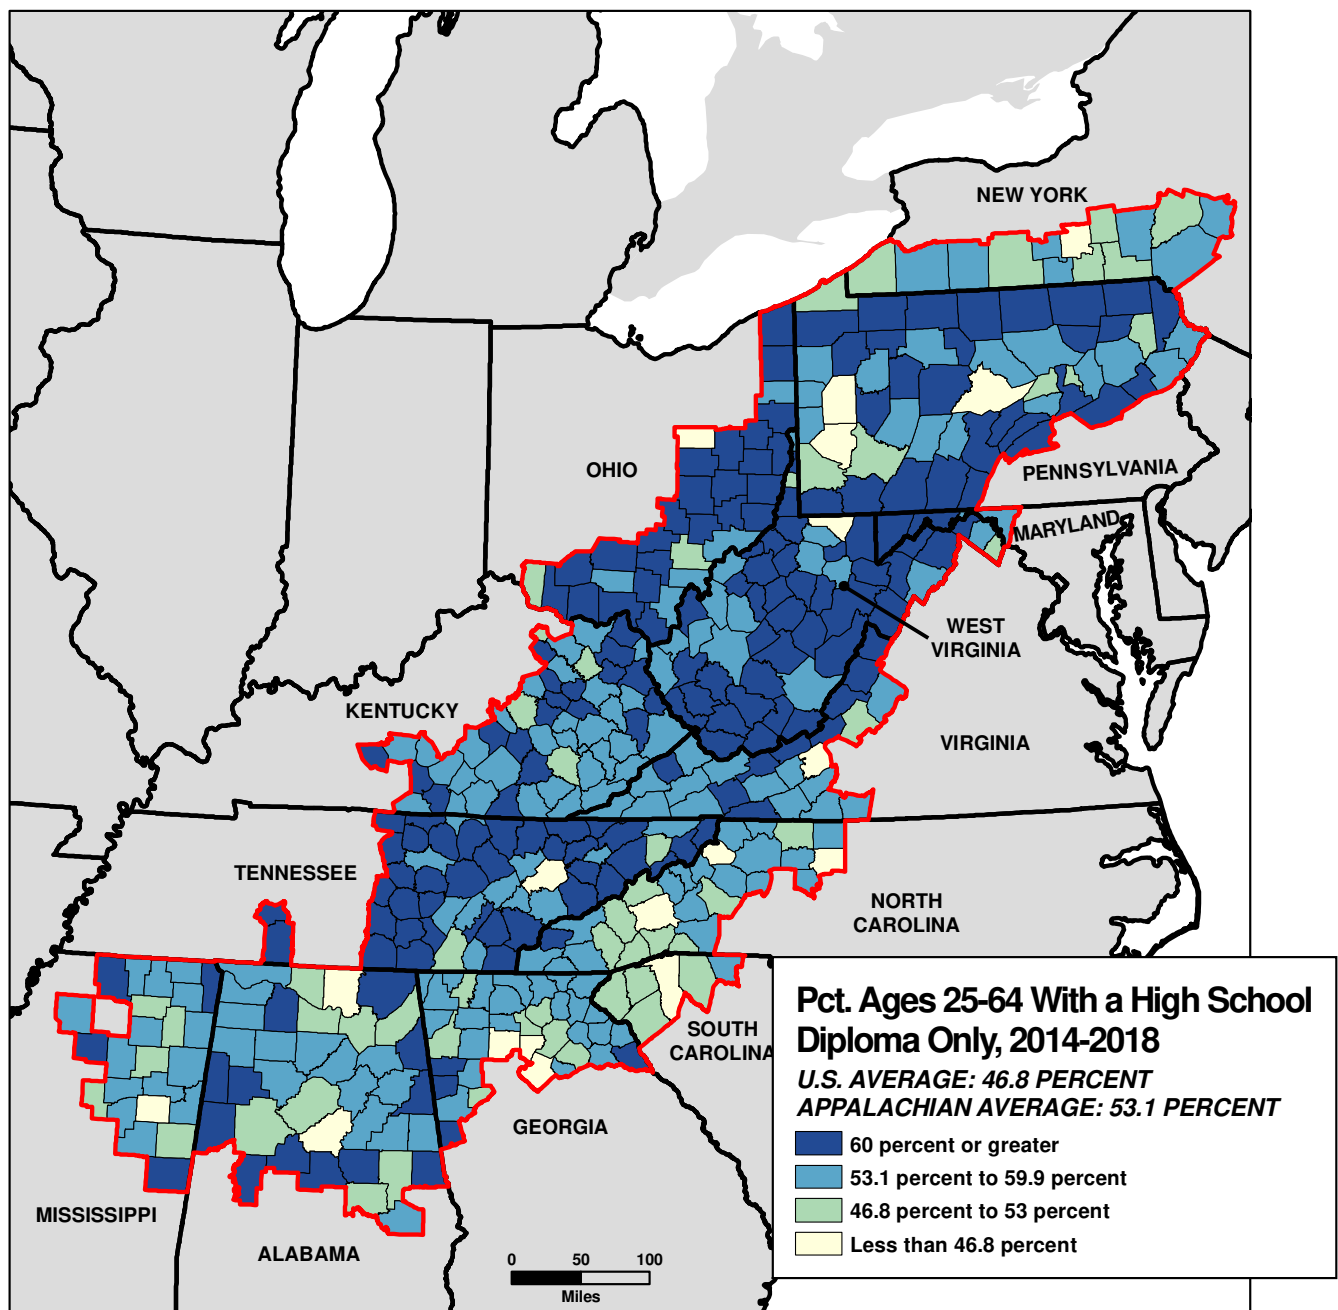 NEW YORK
OHIO
PENNSYLVANIA
MARYLAND
WEST
VIRGINIA
KENTUCKY
VIRGINIA
TENNESSEE
NORTH
CAROLINA
SOUTH
CAROLINA
GEORGIA
MISSISSIPPI
ALABAMA
0 50 100
Miles
Pct. Ages 25-64 With a High School
Diploma Only, 2014-2018
U.S. AVERAGE: 46.8 PERCENT
APPALACHIAN AVERAGE: 53.1 PERCENT
60 percent or greater
53.1 percent to 59.9 percent
46.8 percent to 53 percent
Less than 46.8 percent